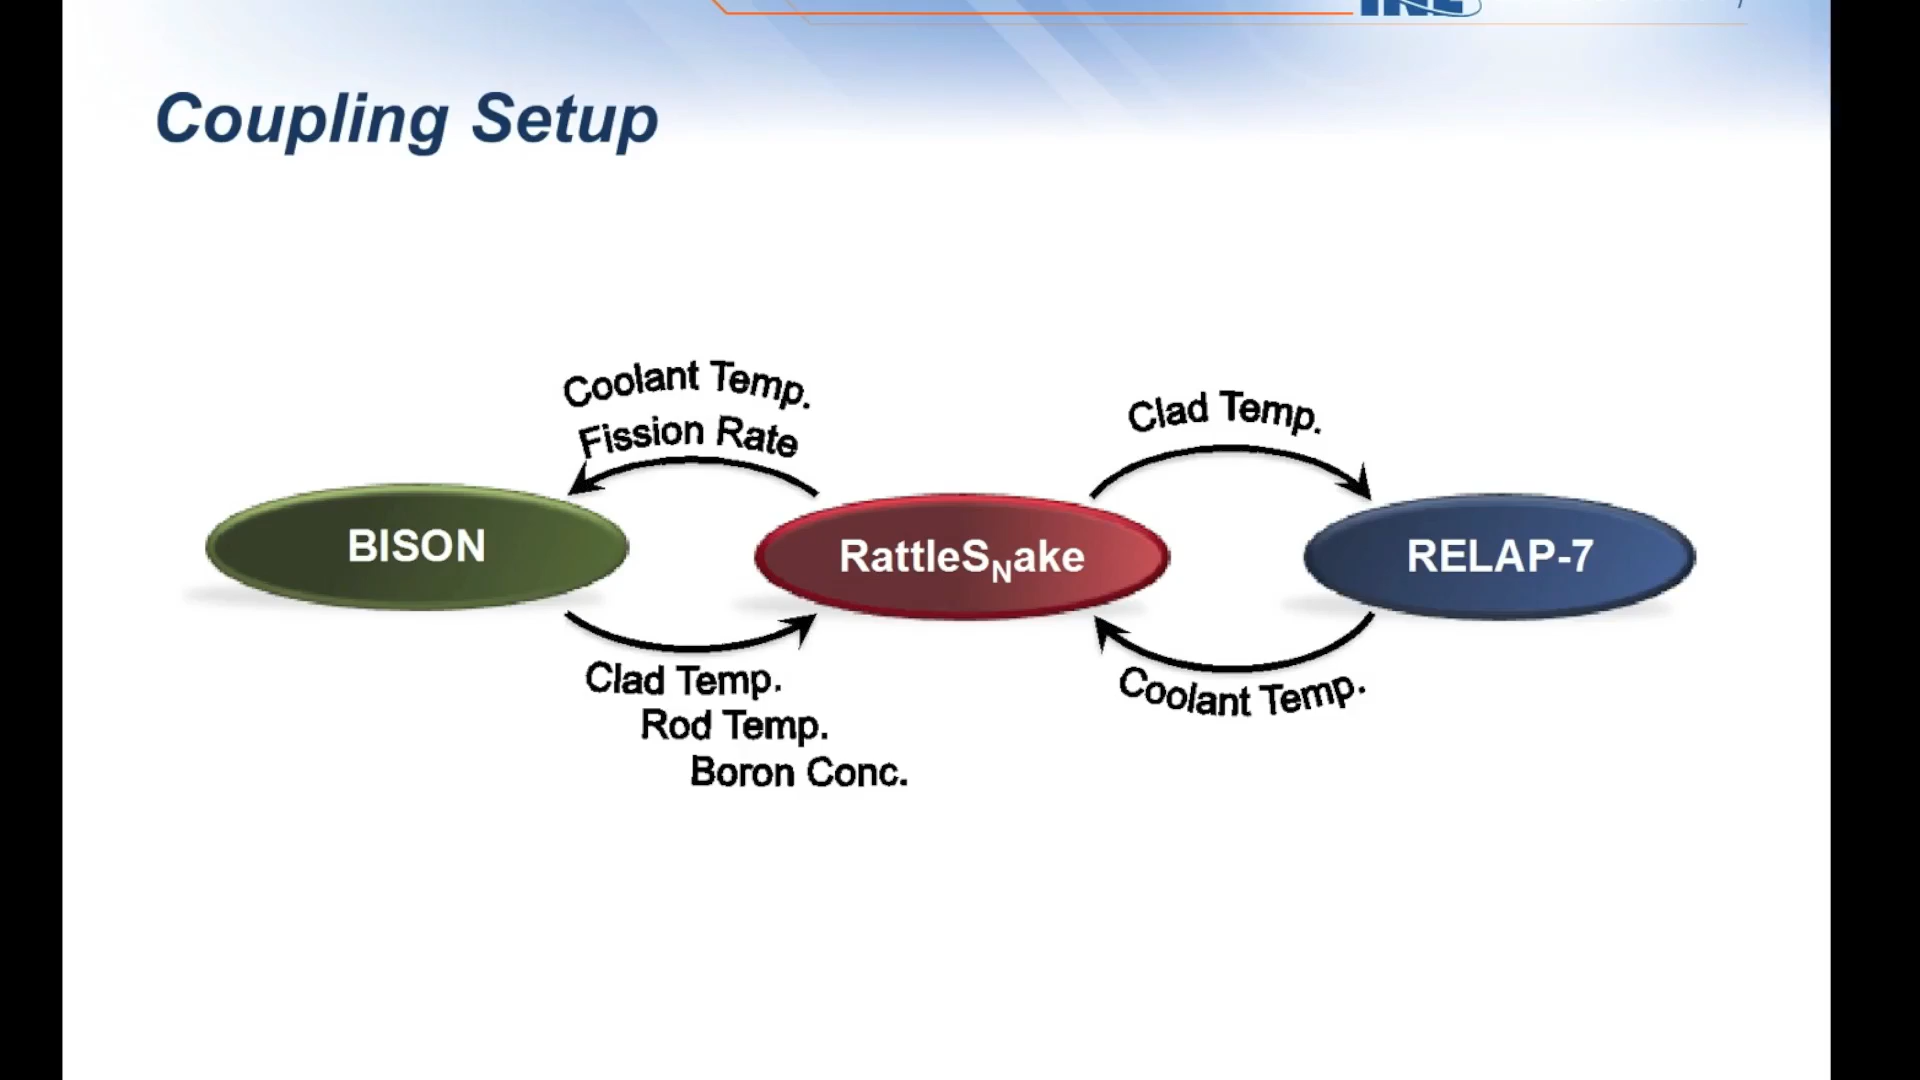 Coupling Setup
Coolant Temp.
Fission Rate
Clad Temp.
BISON
RattleSNake
RELAP-7
Clad Temp.
Rod Temp.
Boron Conc.
Coolant Temp.